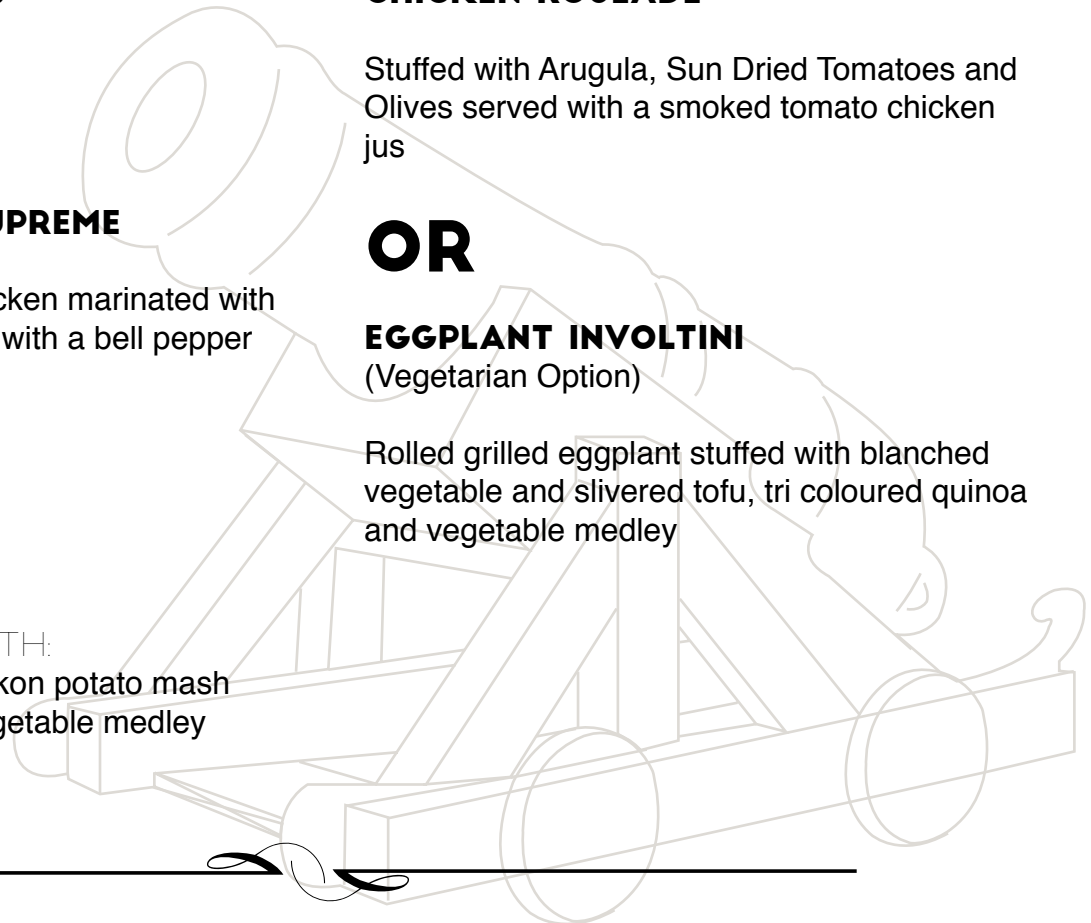 UPREME
cken marinated with
with a bell pepper
TH:
kon potato mash
getable medley
CHICKEN ROULADE
Stuffed with Arugula, Sun Dried Tomatoes and
Olives served with a smoked tomato chicken
jus
OR
EGGPLANT INVOLTINI
(Vegetarian Option)
Rolled grilled eggplant stuffed with blanched
vegetable and slivered tofu, tri coloured quinoa
and vegetable medley